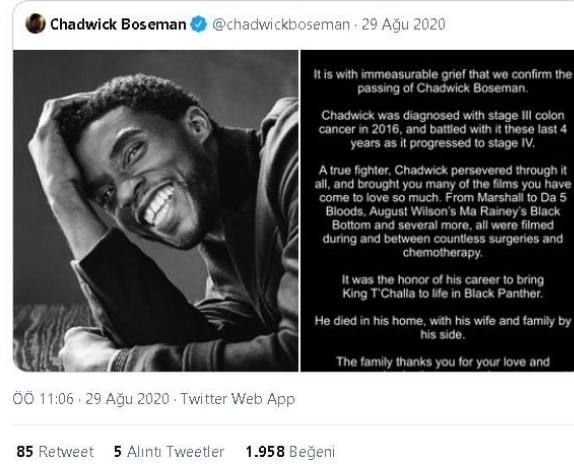 Chadwick Boseman @chadwickboseman · 29 Ağu 2020
It is with immeasurable grief that we confirm the
passing of Chadwick Boseman.
Chadwick was diagnosed with stage III colon
cancer in 2016, and battled with it these last 4
years as it progressed to stage IV.
A true fighter, Chadwick persevered through it
all, and brought you many of the films you have
come to love so much. From Marshall to Da 5
Bloods, August Wilson's Ma Rainey's Black
Bottom and several more, all were filmed
during and between countless surgeries and
chemotherapy.
It was the honor of his career to bring
King T'Challa to life in Black Panther.
He died in his home, with his wife and family by
his side.
The family thanks you for your love and
ÖÖ 11:06 · 29 Ağu 2020 · Twitter Web App
85 Retweet 5 Alıntı Tweetler 1.958 Beğeni